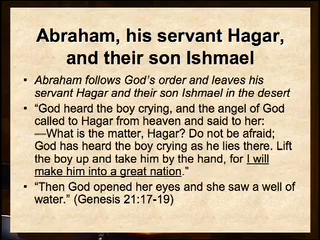 Abraham, his servant Hagar,
and their son Ishmael
• Abraham follows God's order and leaves his
servant Hagar and their son Ishmael in the desert
• "God heard the boy crying, and the angel of God
called to Hagar from heaven and said to her:
—What is the matter, Hagar? Do not be afraid;
God has heard the boy crying as he lies there. Lift
the boy up and take him by the hand, for I will
make him into a great nation."
• "Then God opened her eyes and she saw a well of
water." (Genesis 21:17-19)